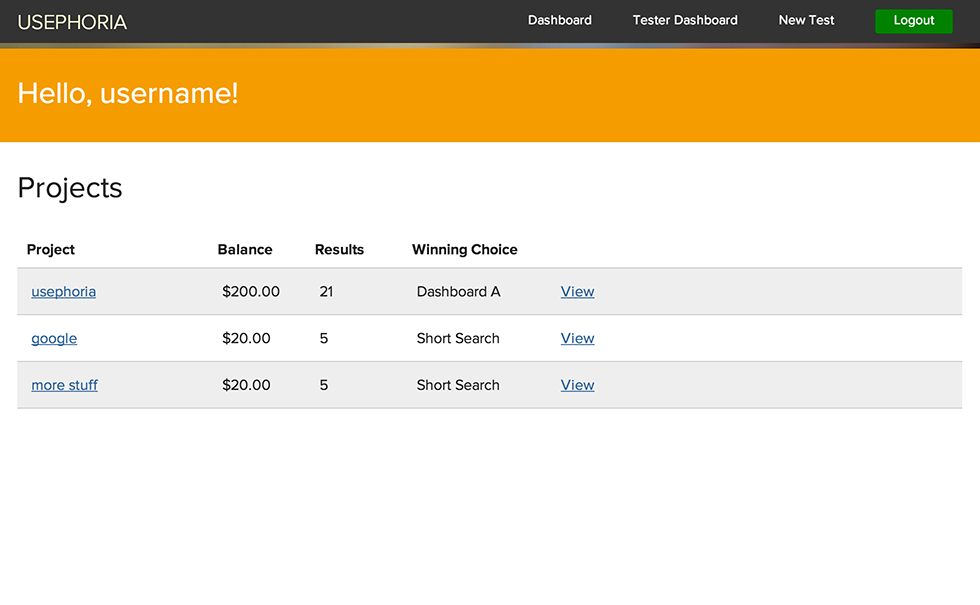 USEPHORIA Dashboard Tester Dashboard New Test Logout
Hello, username!
Projects
Project Balance Results Winning Choice
usephoria $200.00 21 Dashboard A View
google $20.00 5 Short Search View
more stuff $20.00 5 Short Search View